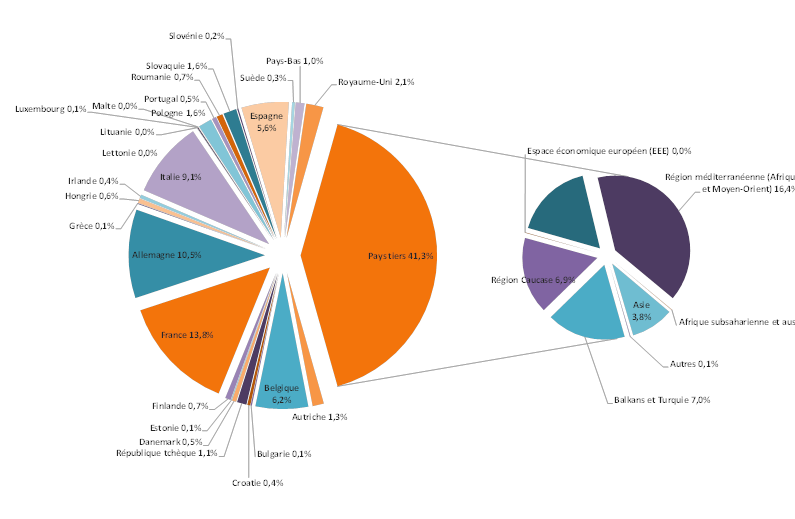 Slovénie 0,2%
Pays-Bas 1,0%
Slovaquie 1,6%
Suède 0,3%
Royaume-Uni 2,1%
Roumanie 0,7%
Portugal 0,5%
Malte 0,0%
Luxembourg 0,1%
Pologne 1,6%
Espagne
5,6%
Lituanie 0,0%
Lettonie 0,0%
Espace économique européen (EEE) 0,0%
Italie 9,1%
Irlande 0,4%
Région méditerranéenne (Afriq
et Moyen-Orient) 16,4%
Hongrie 0,6%
Grèce 0,1%
Allemagne 10,5%
Pays tiers 41,3%
Région Caucase 6,9%
Asie
3,8%
Afrique subsaharienne et aus
France 13,8%
Autres 0,1%
Belgique
6,2%
Balkans et Turquie 7,0%
Finlande 0,7%
Autriche 1,3%
Estonie 0,1%
Danemark 0,5%
République tchèque 1,1%
Bulgarie 0,1%
Croatie 0,4%